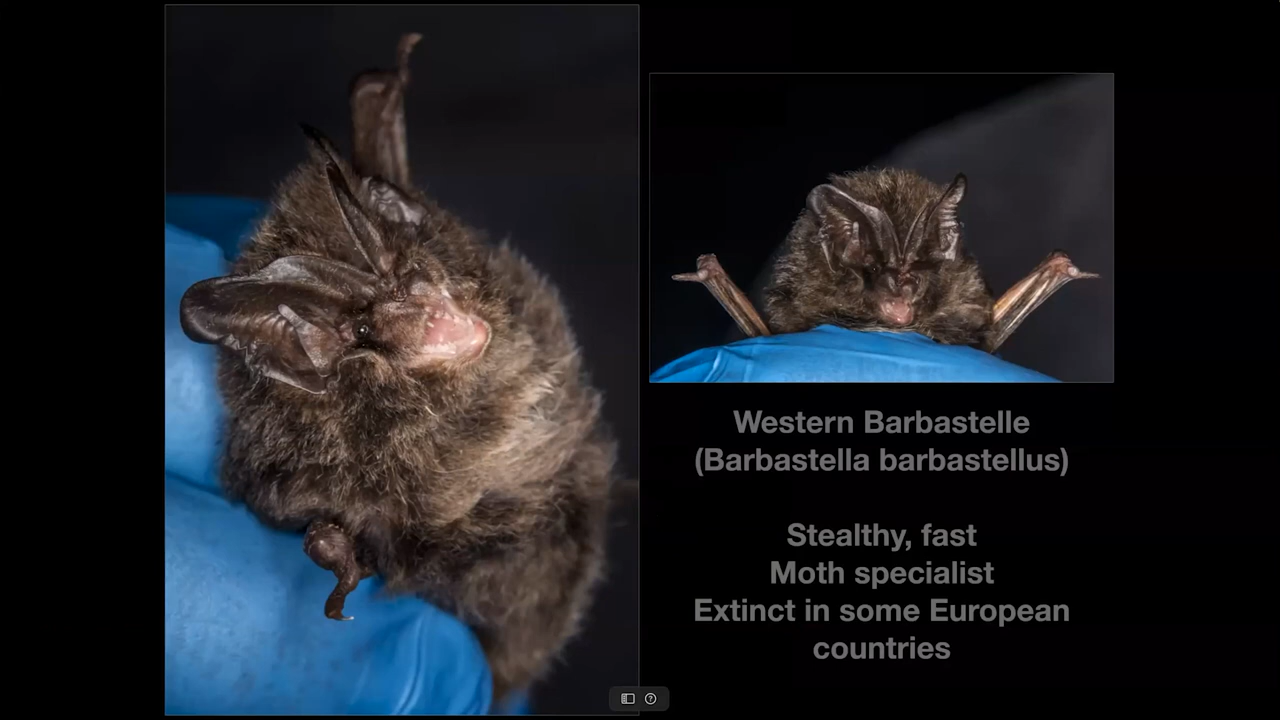 Western Barbastelle
(Barbastella barbastellus)
Stealthy, fast
Moth specialist
Extinct in some European
countries